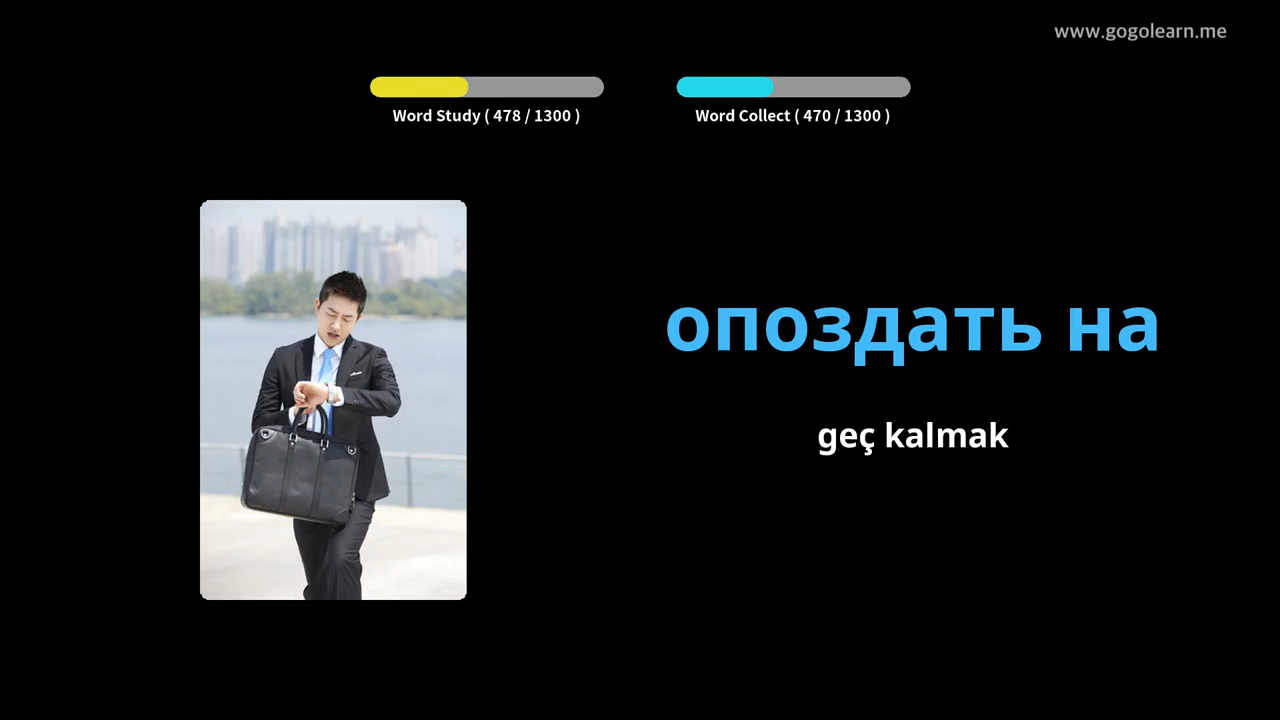 www.gogolearn.me
Word Study ( 478 / 1300 )
Word Collect ( 470 / 1300 )
опоздать на
geç kalmak